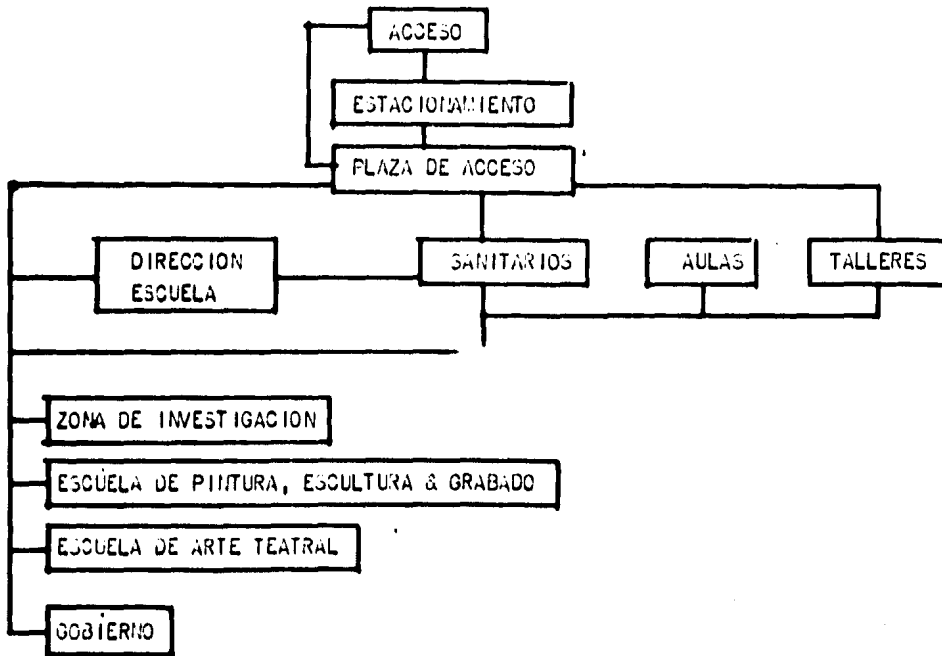 ACCESO
ESTACIONAMIENTO
PLAZA DE ACCESO
DIRECCION
ESCUELA
SANITARIOS
AULAS
TALLERES
ZONA DE INVESTIGACION
ESCUELA DE PINTURA, ESCULTURA & GRABADO
ESCUELA DE ARTE TEATRAL
GOBIERNO